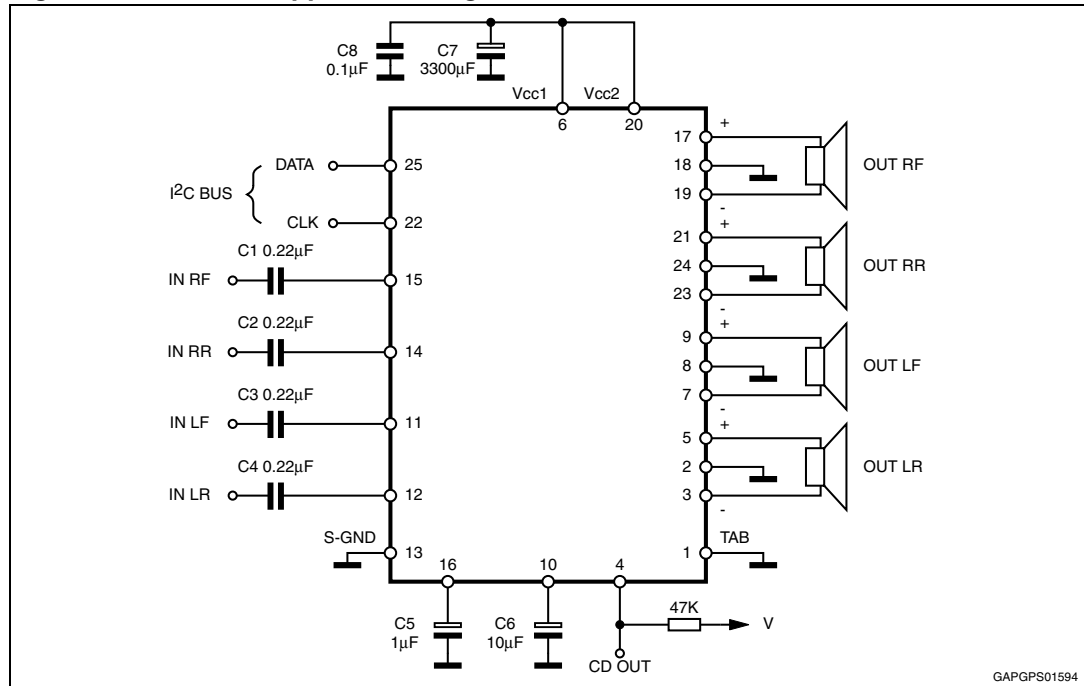 C8
0.1µF
C7
3300µF
Vcc1
Vcc2
6
20
DATA
25
I2C BUS
CLK
22
C1 0.22µF
IN RF
15
C2 0.22µF
IN RR
14
C3 0.22µF
IN LF
11
C4 0.22µF
IN LR
12
S-GND
13
16
10
4
C5
1µF
C6
10µF
47K
V
CD OUT
17
+
18
OUT RF
19
-
+
21
24
OUT RR
23
-
+
9
8
OUT LF
7
-
+
5
2
OUT LR
3
-
TAB
1
GAPGPS01594